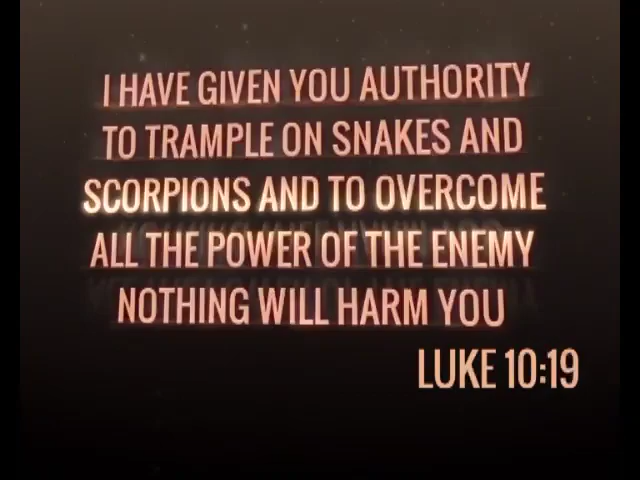 I HAVE GIVEN YOU AUTHORITY
TO TRAMPLE ON SNAKES AND
SCORPIONS AND TO OVERCOME
ALL THE POWER OF THE ENEMY
NOTHING WILL HARM YOU
LUKE 10:19